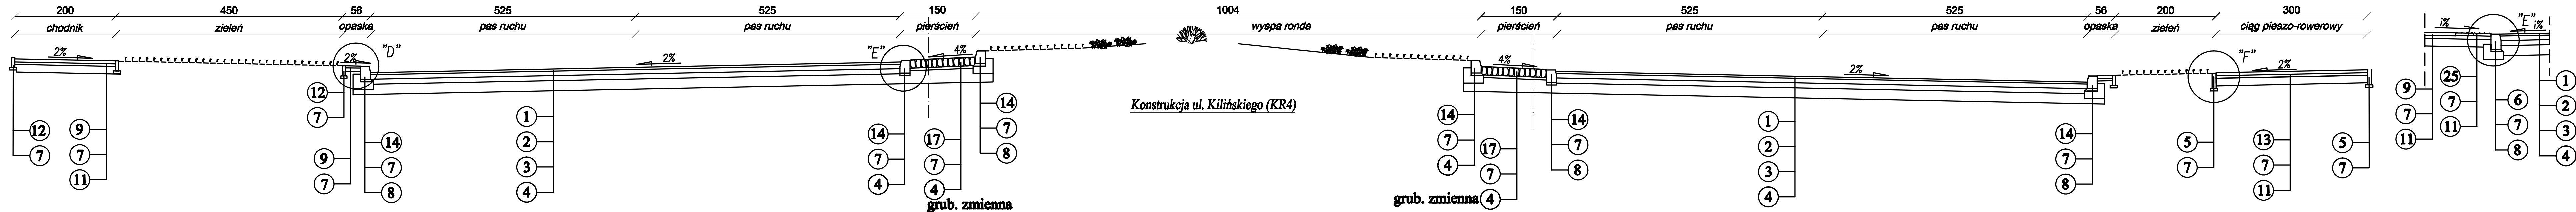 200 450 56 525 525 150 1004 150 525 525 56 200 300
chodnik zieleń opaska pas ruchu pas ruchu pierścień wyspa ronda pierścień pas ruchu pas ruchu opaska zieleń ciąg pieszo-rowerowy
2% 2% "D" 2% "E" 4% 4% 2% "F" 2% i% "E" i%
Konstrukcja ul. Kilińskiego (KR4)
12 7
9 7 11
12 7
9 7
14 7 8
1 2 3 4
14 7 4
17 7 4
grub. zmienna
14 7 8
14 7 4
17 7 4
grub. zmienna
14 7 8
1 2 3 4
14 7 8
5 7
13 7 11
5 7
9 7 11
25 7 11
6 7 8
1 2 3 4